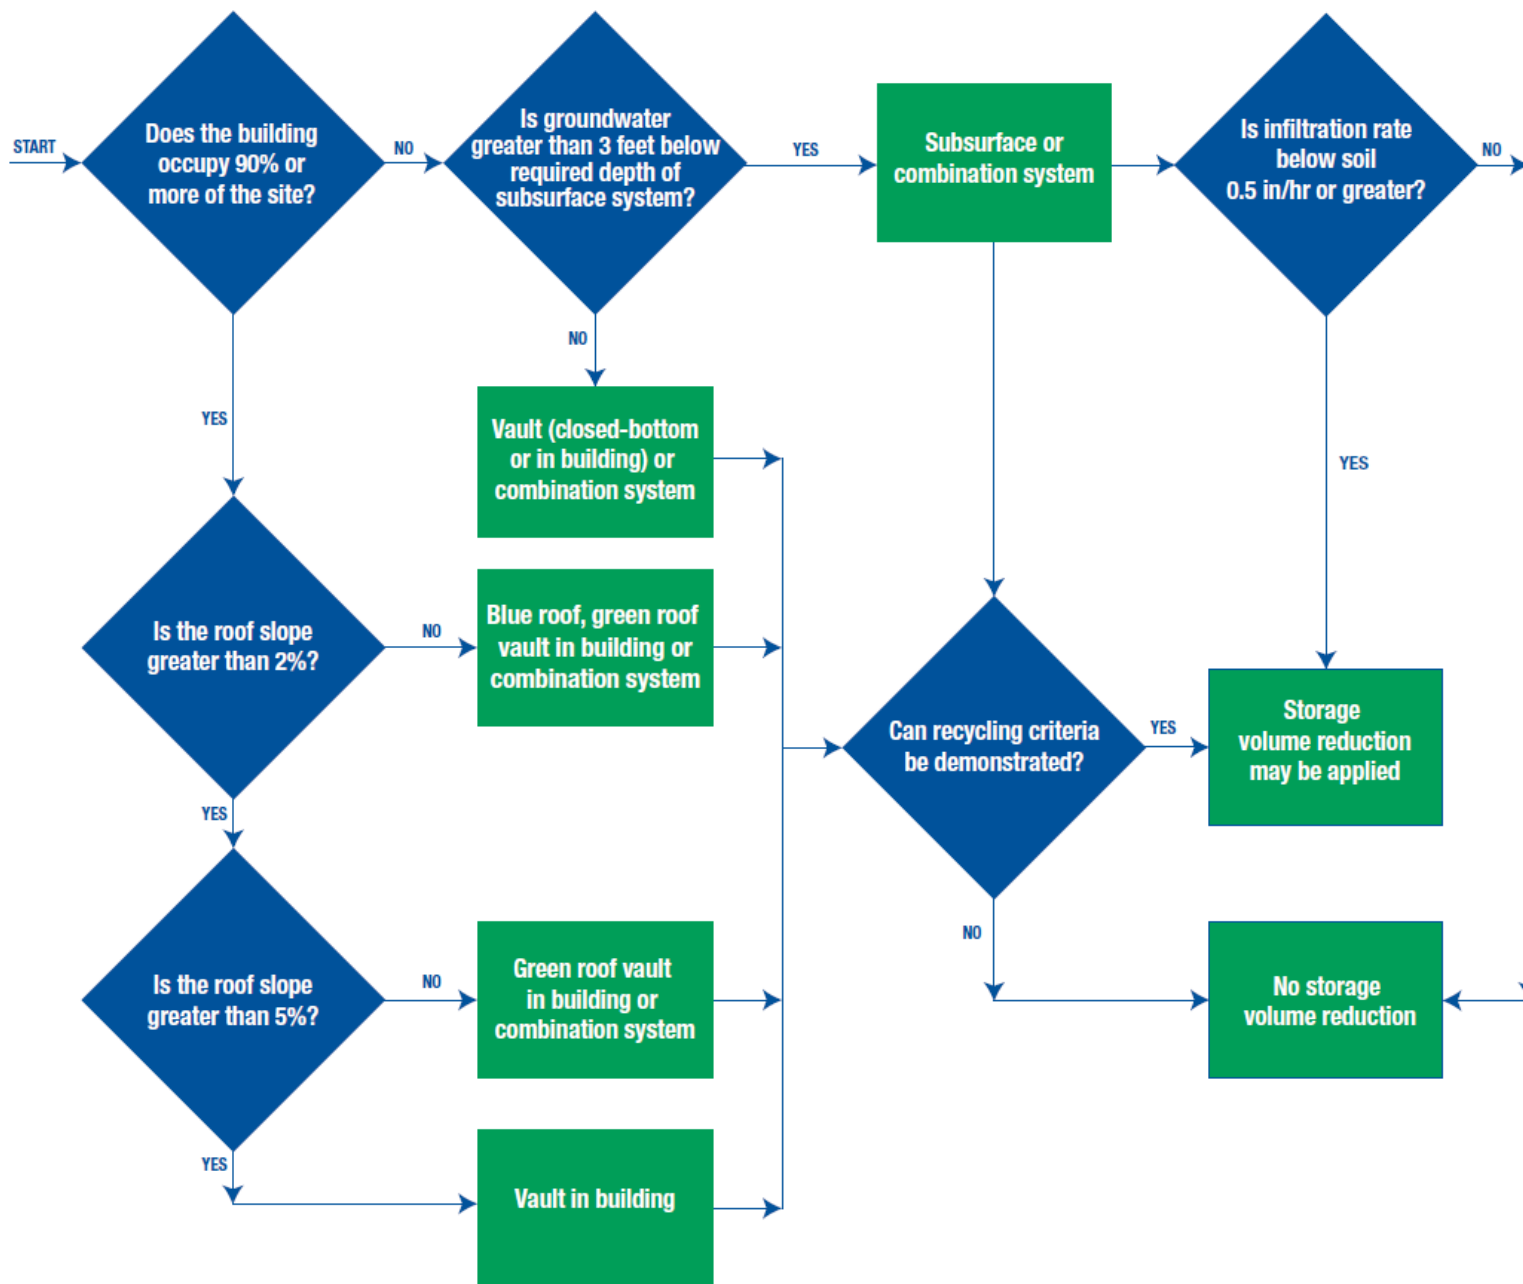 START
Does the building
occupy 90% or
more of the site?
NO
Is groundwater
greater than 3 feet below
required depth of
subsurface system?
YES
Subsurface or
combination system
Is infiltration rate
below soil
0.5 in/hr or greater?
NO
YES
NO
Vault (closed-bottom
or in building) or
combination system
YES
Is the roof slope
greater than 2%?
NO
Blue roof, green roof
vault in building or
combination system
Can recycling criteria
be demonstrated?
YES
Storage
volume reduction
may be applied
YES
Is the roof slope
greater than 5%?
NO
Green roof vault
in building or
combination system
NO
No storage
volume reduction
YES
Vault in building